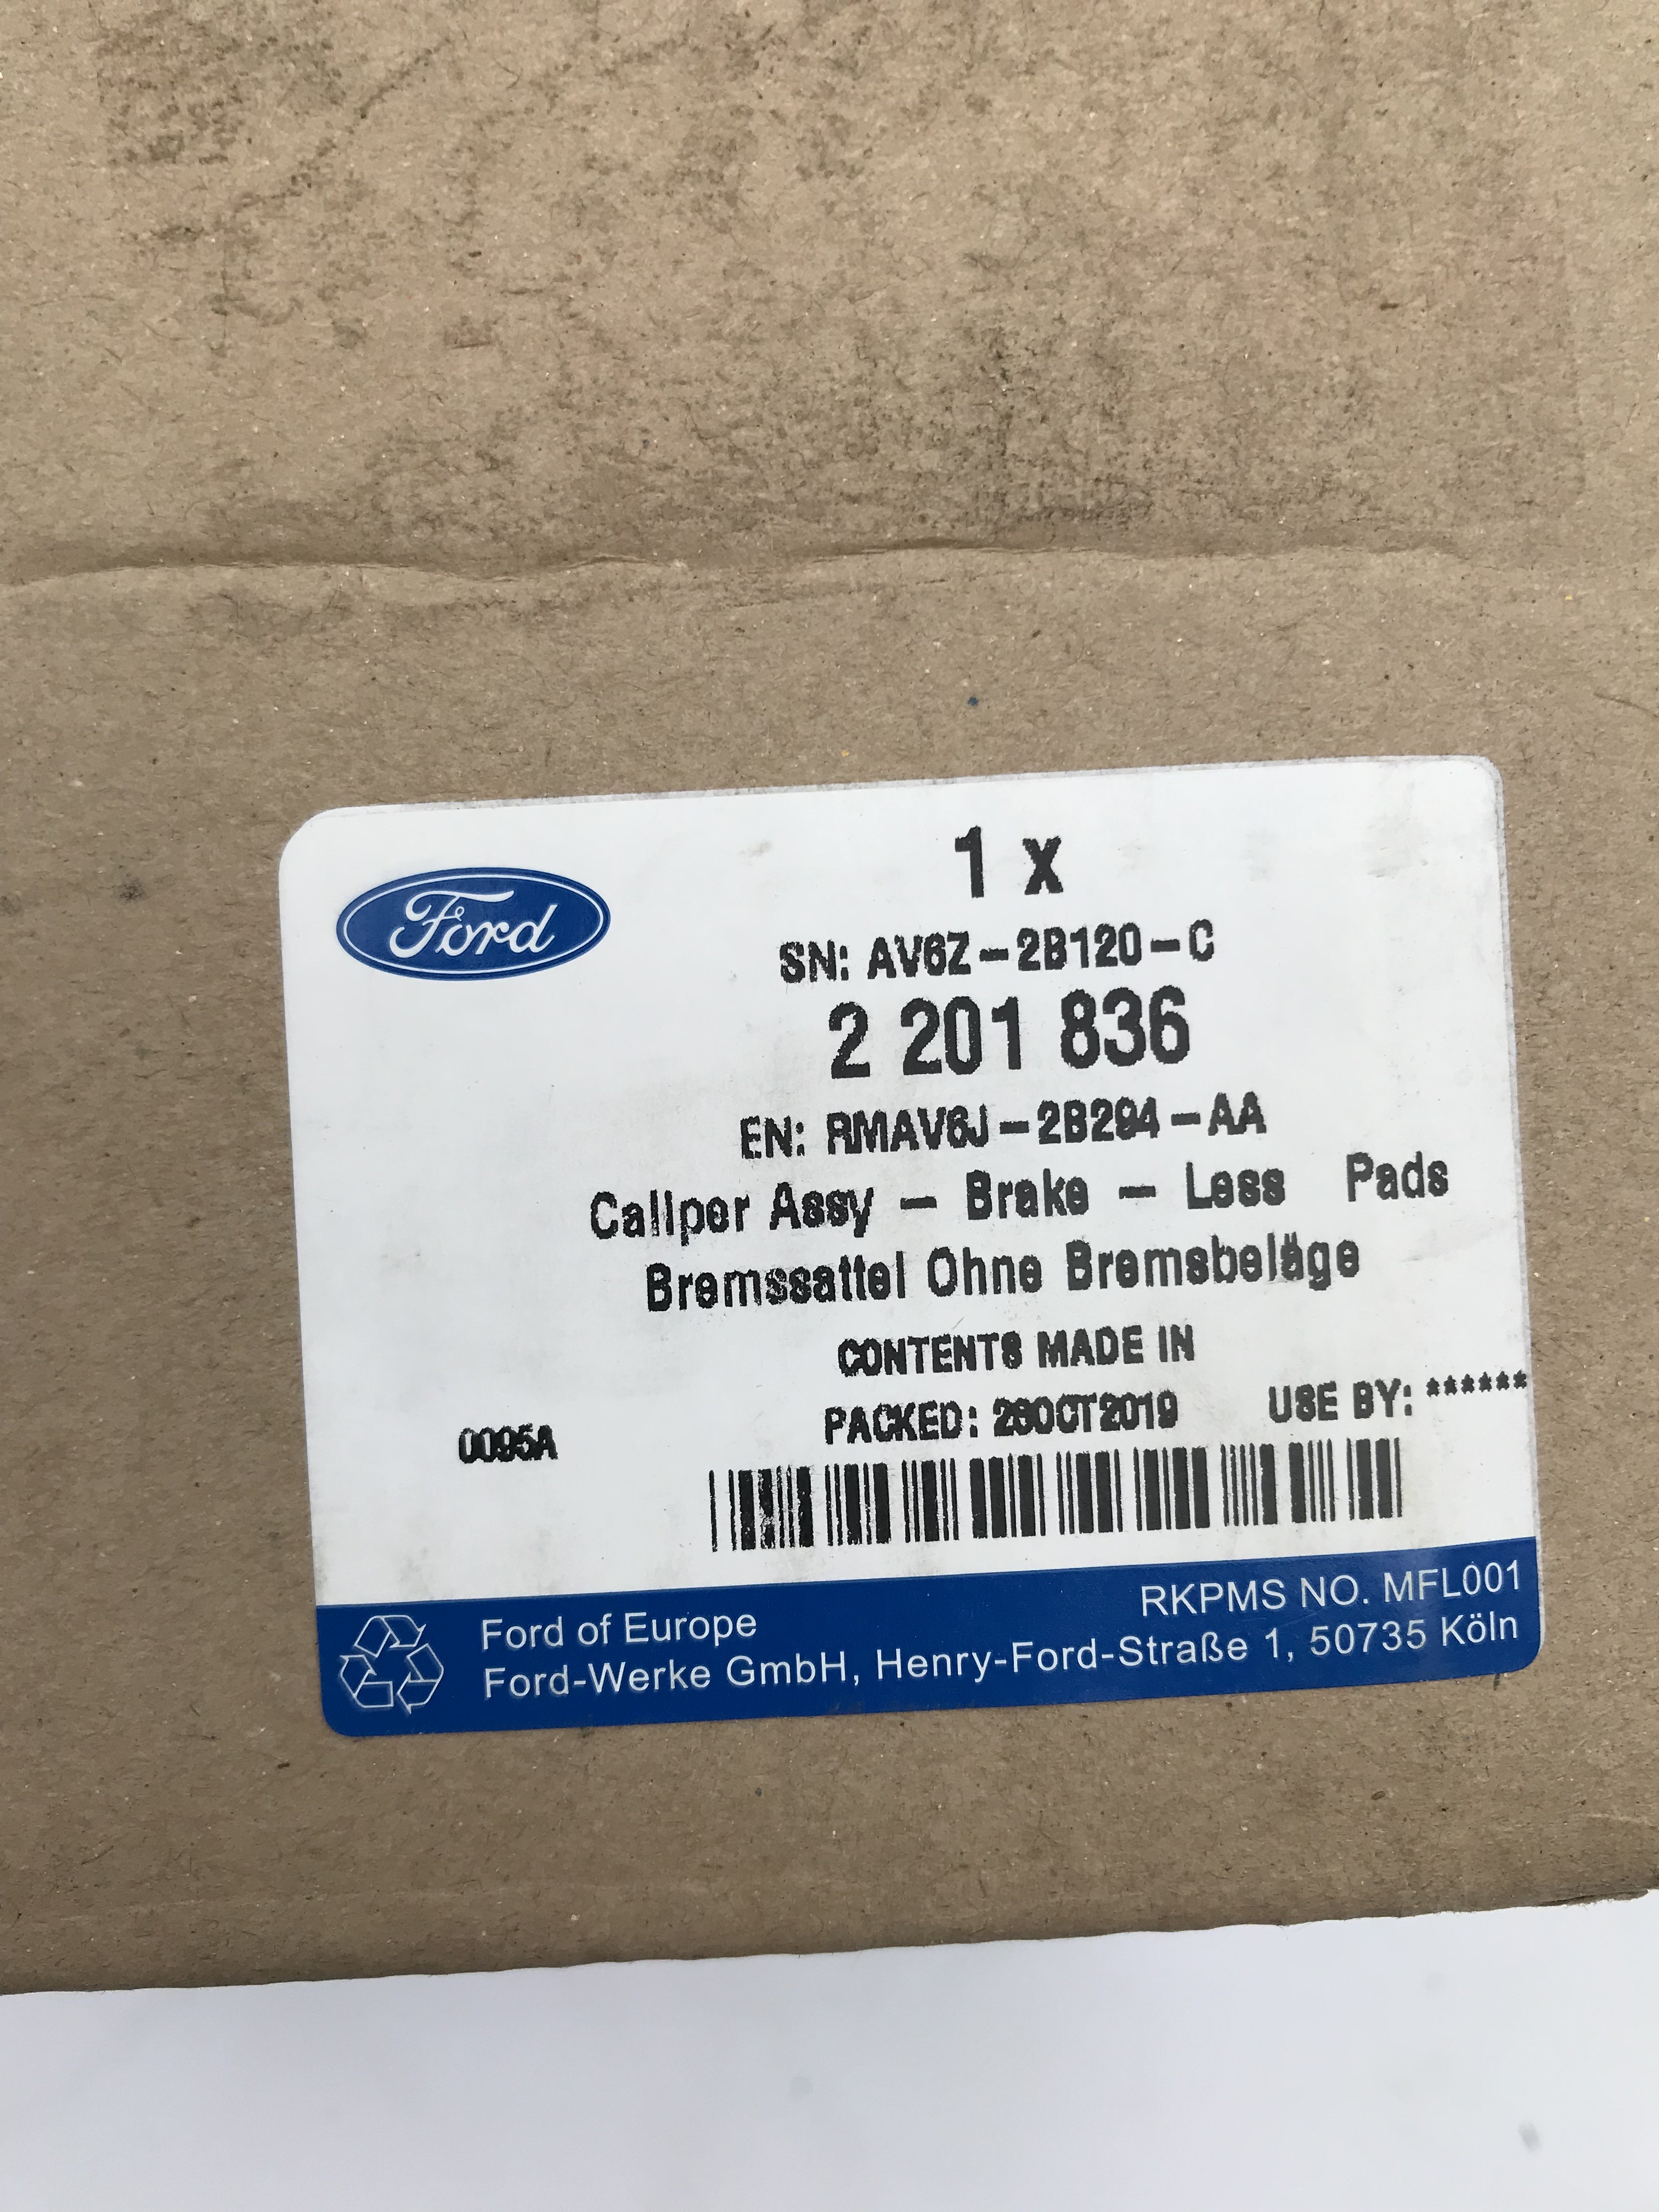 Ford
1 x
SN: AV6Z-2B120-C
2 201 836
EN: RMAV6J-2B294-AA
Caliper Assy - Brake - Less Pads
Bremssattel Ohne Bremsbeläge
CONTENTS MADE IN
PACKED: 28OCT2019 USE BY: ******
0095A
RKPMS NO. MFL001
Ford of Europe
Ford-Werke GmbH, Henry-Ford-Straße 1, 50735 Köln